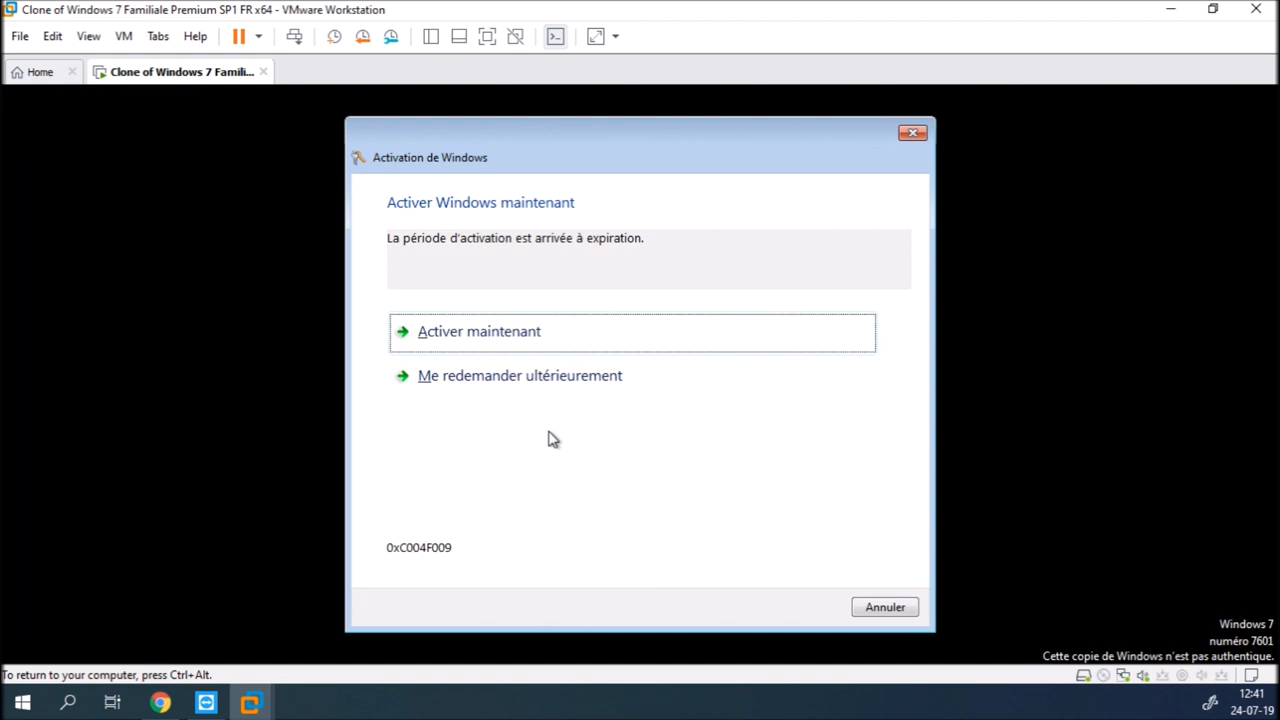 Clone of Windows 7 Familiale Premium SP1 FR x64 - VMware Workstation
File Edit View VM Tabs Help
Home Clone of Windows 7 Famili...
Activation de Windows
Activer Windows maintenant
La période d'activation est arrivée à expiration.
Activer maintenant
Me redemander ultérieurement
0xC004F009
Annuler
Windows 7
numéro 7601
Cette copie de Windows n'est pas authentique.
To return to your computer, press Ctrl+Alt.
12:41
24-07-19